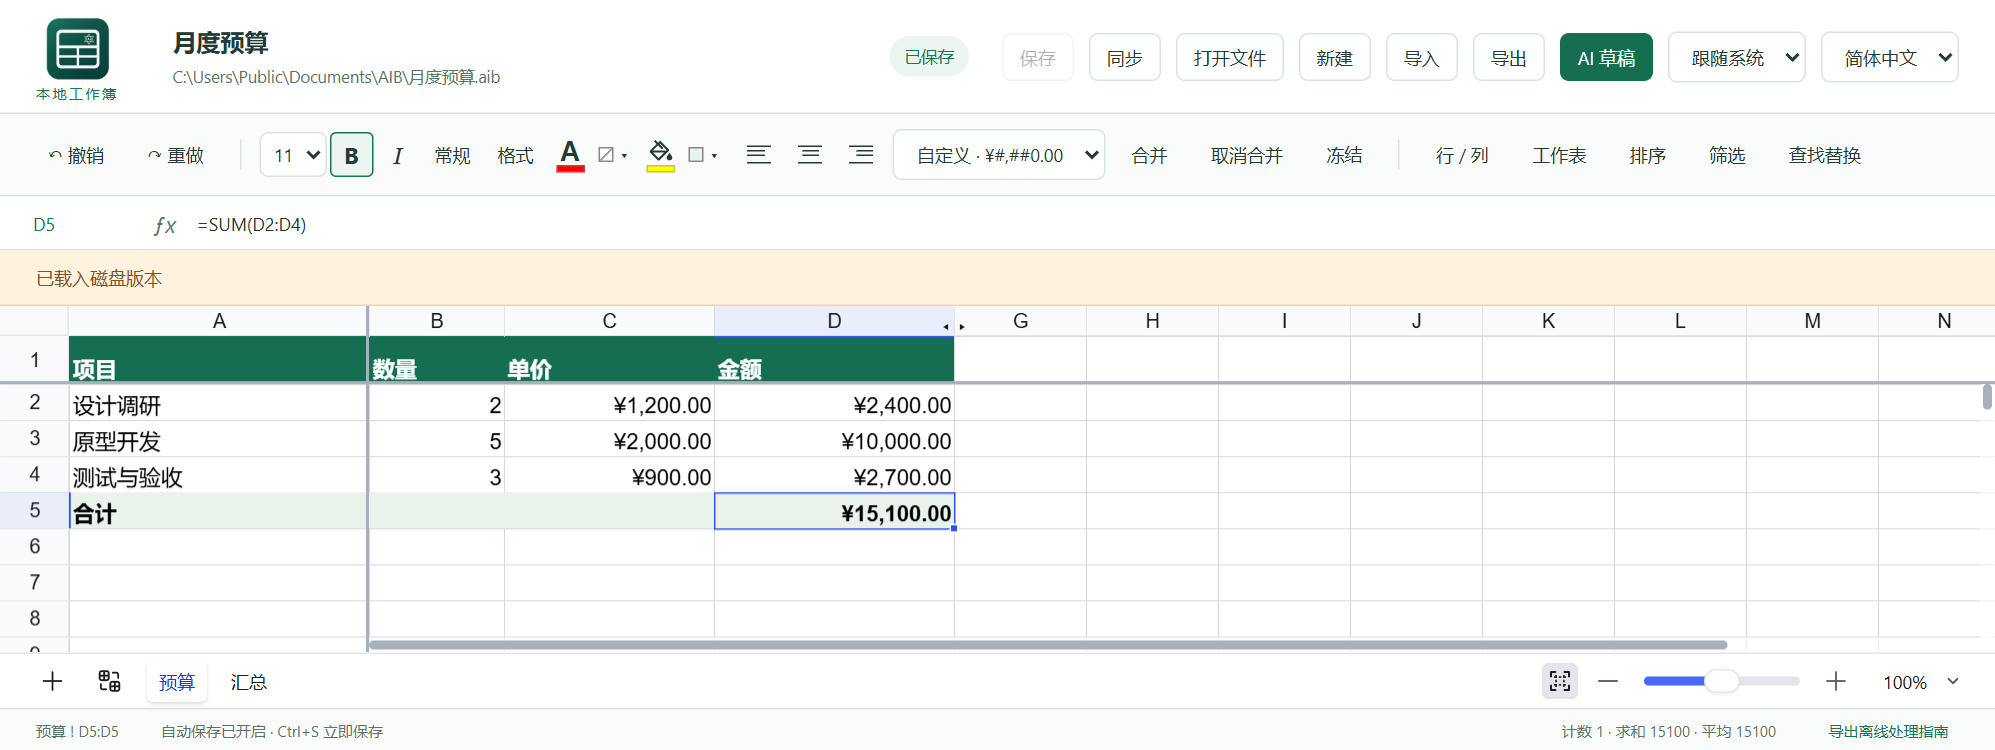 本地工作簿
月度预算
C:\Users\Public\Documents\AIB\月度预算.aib
已保存 保存 同步 打开文件 新建 导入 导出 AI 草稿 跟随系统 简体中文
撤销 重做 11 B I 常规 格式 A 自定义 · ¥#,##0.00 合并 取消合并 冻结 行 / 列 工作表 排序 筛选 查找替换
D5 fx =SUM(D2:D4)
已载入磁盘版本
A B C D G H I J K L M N
1 项目 数量 单价 金额
2 设计调研 2 ¥1,200.00 ¥2,400.00
3 原型开发 5 ¥2,000.00 ¥10,000.00
4 测试与验收 3 ¥900.00 ¥2,700.00
5 合计 ¥15,100.00
6
7
8
9
预算 汇总 100%
预算 ! D5:D5 自动保存已开启 · Ctrl+S 立即保存 计数 1 · 求和 15100 · 平均 15100 导出离线处理指南